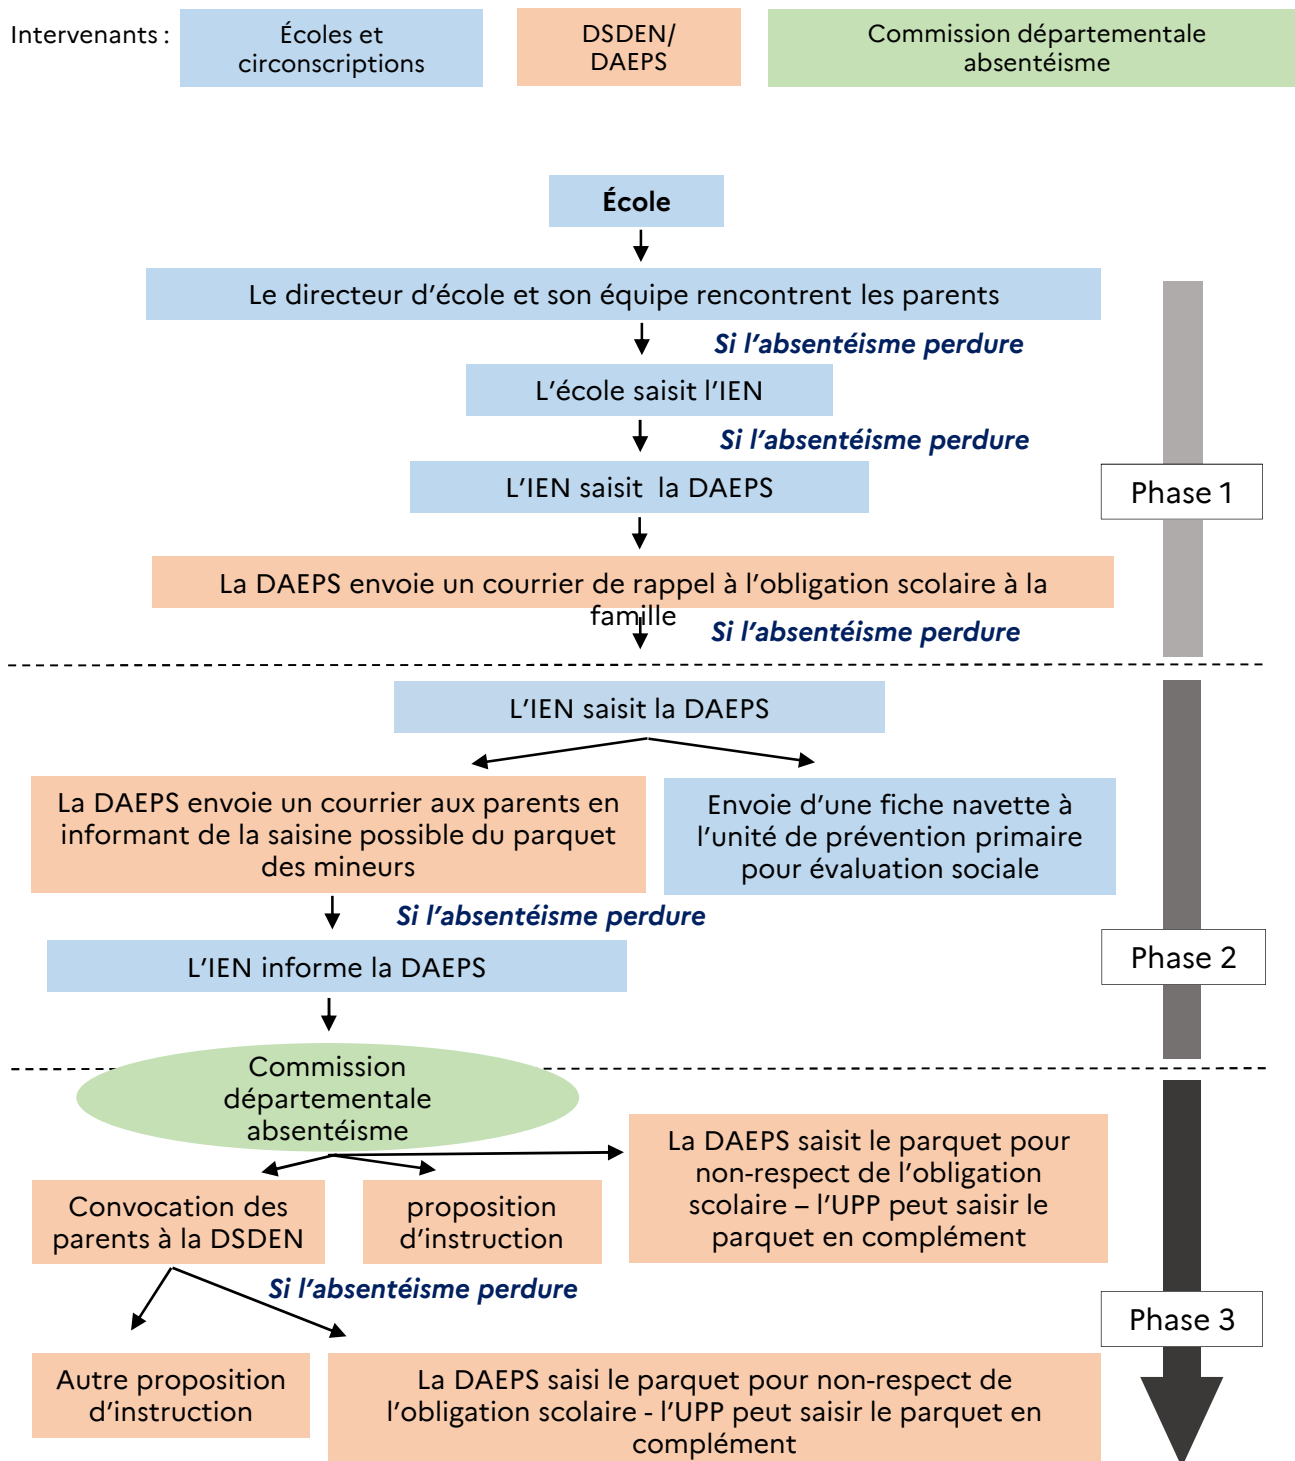 Intervenants :
Écoles et
circonscriptions
DSDEN/
DAEPS
Commission départementale
absentéisme
École
Le directeur d’école et son équipe rencontrent les parents
Si l’absentéisme perdure
L’école saisit l’IEN
Si l’absentéisme perdure
L’IEN saisit la DAEPS
Phase 1
La DAEPS envoie un courrier de rappel à l’obligation scolaire à la
famille
Si l’absentéisme perdure
L’IEN saisit la DAEPS
La DAEPS envoie un courrier aux parents en
informant de la saisine possible du parquet
des mineurs
Envoie d’une fiche navette à
l’unité de prévention primaire
pour évaluation sociale
Si l’absentéisme perdure
L’IEN informe la DAEPS
Phase 2
Commission
départementale
absentéisme
La DAEPS saisit le parquet pour
non-respect de l’obligation
scolaire – l’UPP peut saisir le
parquet en complément
Convocation des
parents à la DSDEN
proposition
d’instruction
Si l’absentéisme perdure
Phase 3
Autre proposition
d’instruction
La DAEPS saisi le parquet pour non-respect de
l’obligation scolaire - l’UPP peut saisir le parquet en
complément